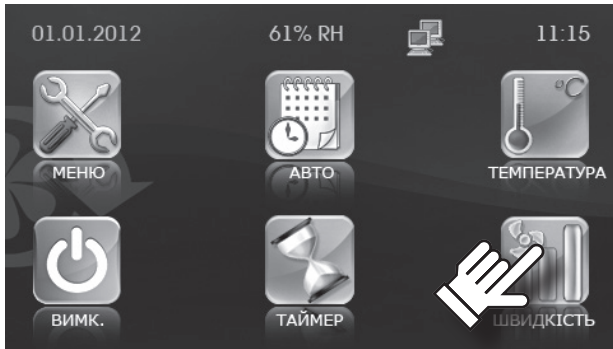 01.01.2012 61% RH 11:15
°C
МЕНЮ АВТО ТЕМПЕРАТУРА
ВИМК. ТАЙМЕР ШВИДКІСТЬ